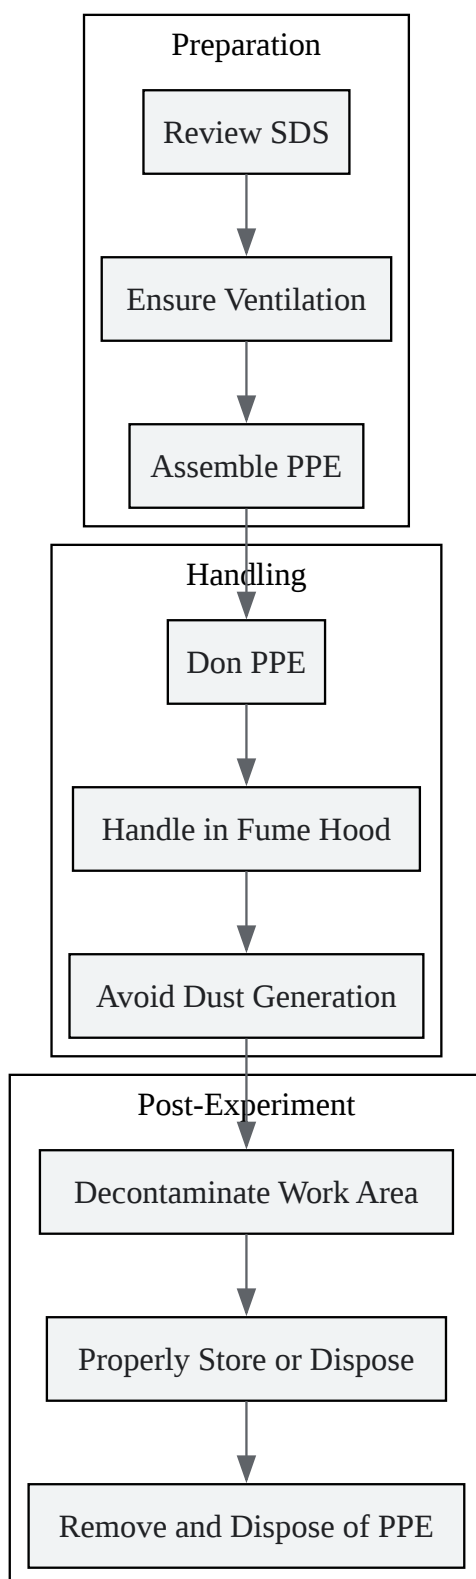 Preparation
Review SDS
Ensure Ventilation
Assemble PPE
Handling
Don PPE
Handle in Fume Hood
Avoid Dust Generation
Post-Experiment
Decontaminate Work Area
Properly Store or Dispose
Remove and Dispose of PPE